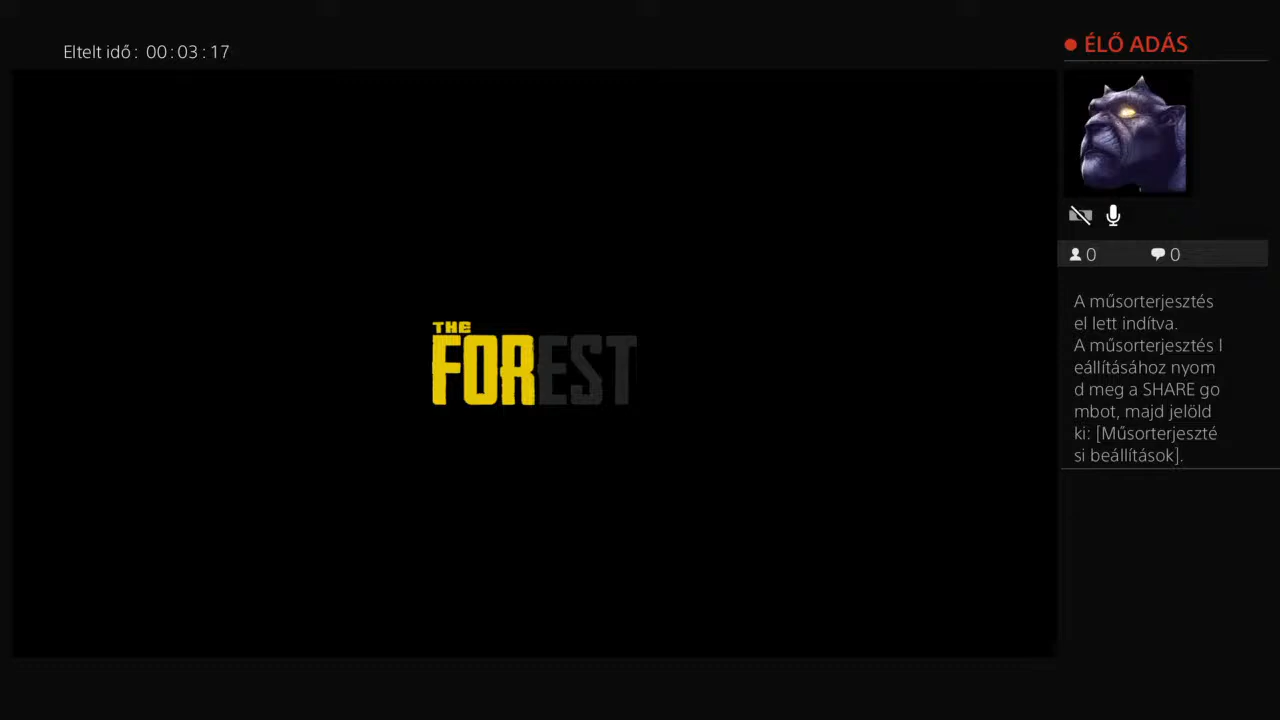 Eltelt idő: 00:03:17
ÉLŐ ADÁS
0 0
THE
FOREST
A műsorterjesztés
el lett indítva.
A műsorterjesztés l
eállításához nyom
d meg a SHARE go
mbot, majd jelöld
ki: [Műsorterjeszté
si beállítások].